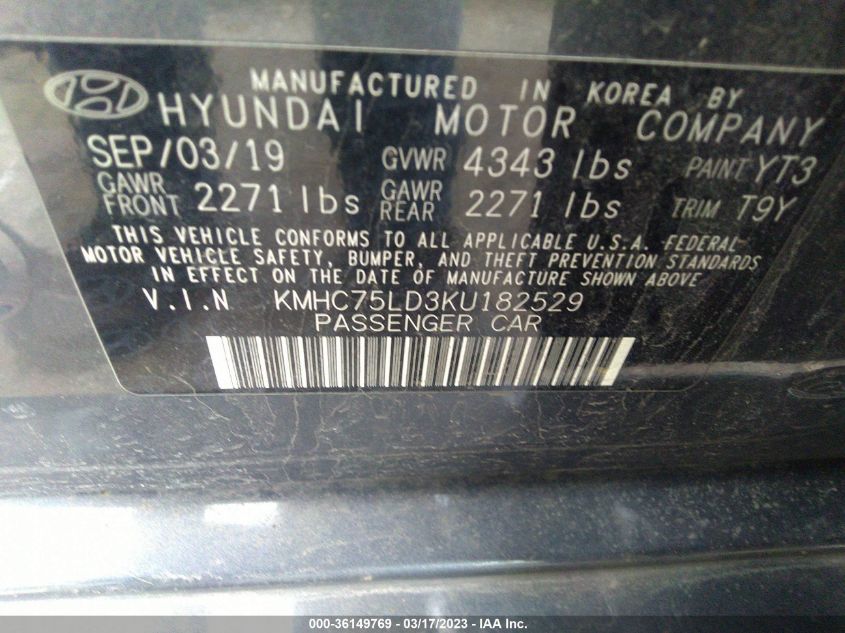 MANUFACTURED IN KOREA BY
HYUNDAI MOTOR COMPANY
SEP/03/19 GVWR 4343 lbs PAINT YT3
GAWR FRONT 2271 lbs GAWR REAR 2271 lbs TRIM T9Y
THIS VEHICLE CONFORMS TO ALL APPLICABLE U.S.A. FEDERAL
MOTOR VEHICLE SAFETY, BUMPER, AND THEFT PREVENTION STANDARDS
IN EFFECT ON THE DATE OF MANUFACTURE SHOWN ABOVE
V.I.N KMHC75LD3KU182529
PASSENGER CAR
000-36149769 - 03/17/2023 - IAA Inc.